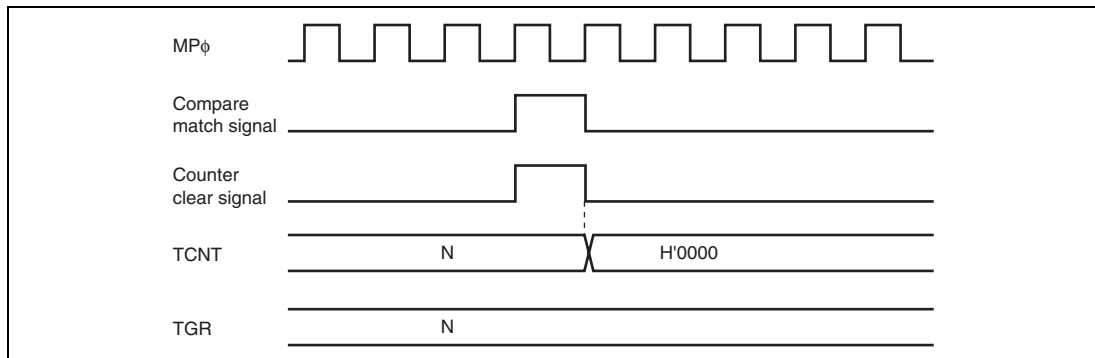 MPφ
Compare
match signal
Counter
clear signal
TCNT N H'0000
TGR N